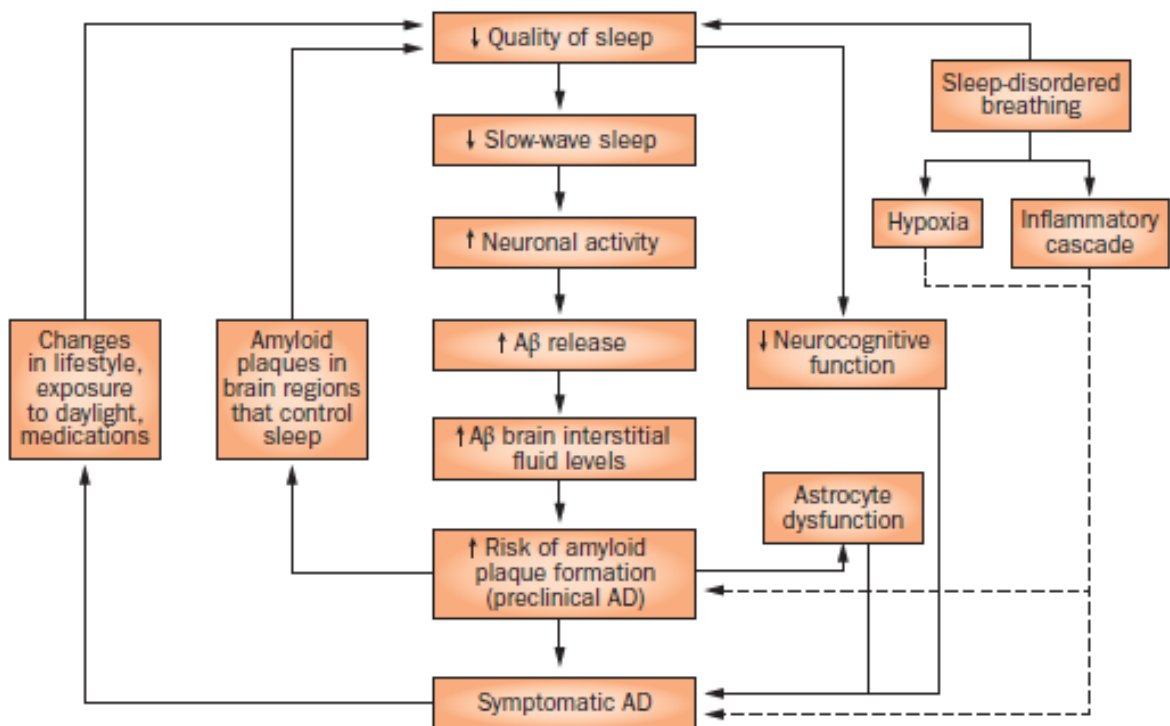 ↓ Quality of sleep
Sleep-disordered
breathing
↓ Slow-wave sleep
Hypoxia
Inflammatory
cascade
↑ Neuronal activity
Changes
in lifestyle,
exposure
to daylight,
medications
Amyloid
plaques in
brain regions
that control
sleep
↑ Aβ release
↓ Neurocognitive
function
↑ Aβ brain interstitial
fluid levels
Astrocyte
dysfunction
↑ Risk of amyloid
plaque formation
(preclinical AD)
Symptomatic AD